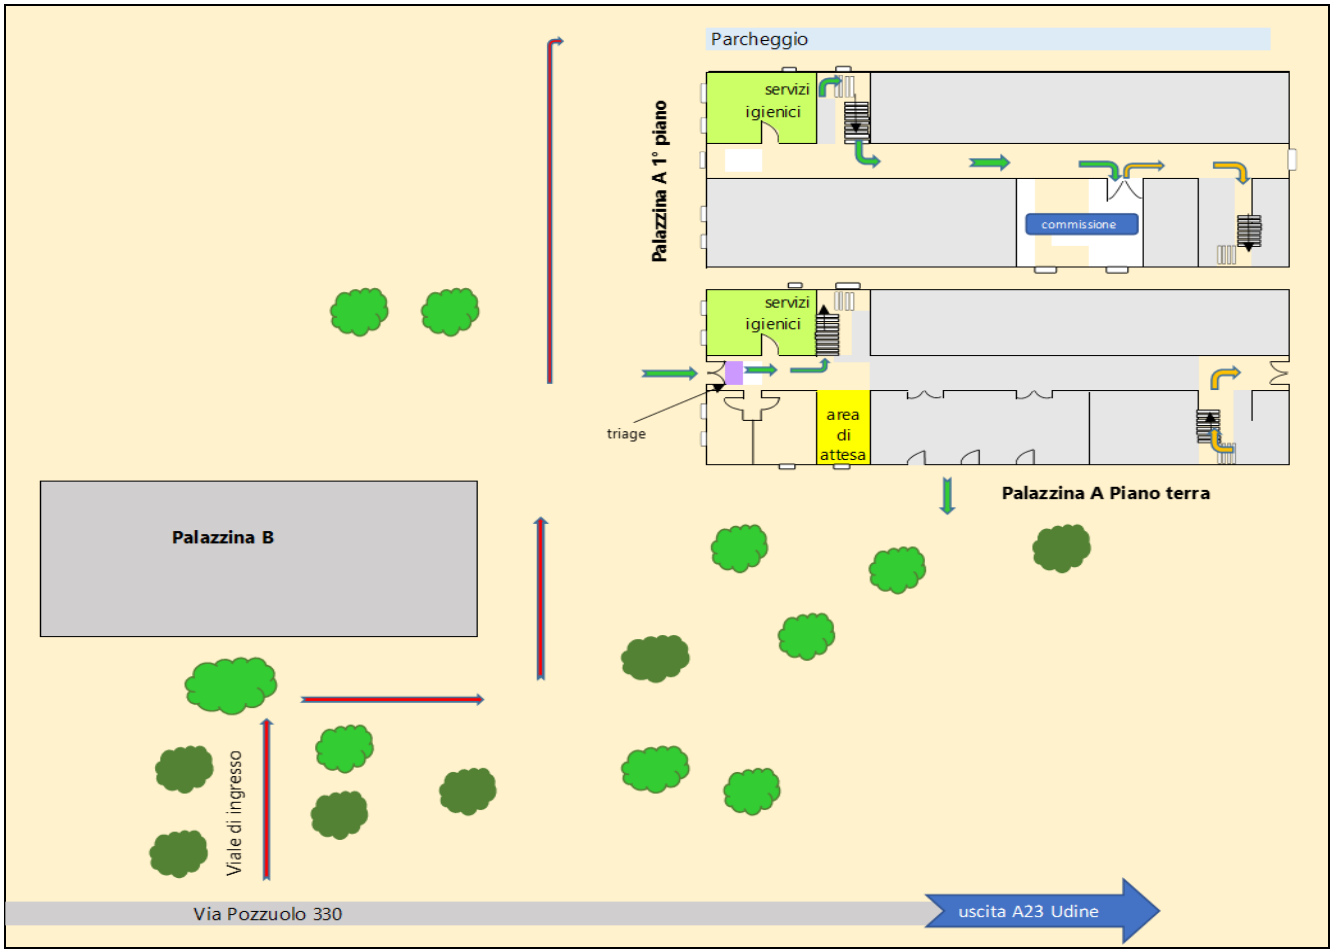 Parcheggio
servizi
igienici
Palazzina A 1° piano
commissione
servizi
igienici
triage
area
di
attesa
Palazzina A Piano terra
Palazzina B
Viale di ingresso
Via Pozzuolo 330
uscita A23 Udine